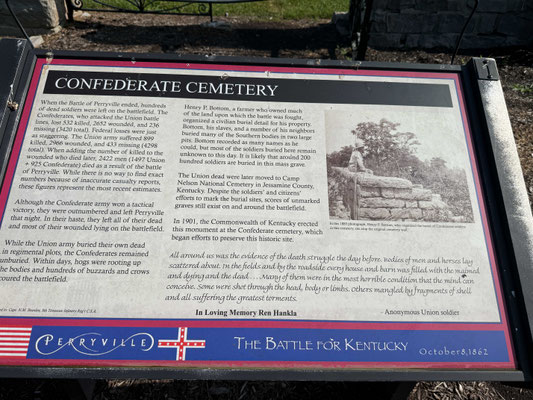 CONFEDERATE CEMETERY
1
When the Battle of Perryville ended, hundreds
of dead soldiers were left on the battlefield. The
Confederates, who attacked the Union battle
lines, lost 532 killed, 2652 wounded, and 236
missing (3420 total). Federal losses were just
as staggering. The Union army suffered 899
killed, 2966 wounded, and 433 missing (4298
total). When adding the number of killed to the
wounded who died later, 2422 men (1497 Union
+ 925 Confederate) died as a result of the battle
of Perryville. While there is no way to find exact
numbers because of inaccurate casualty reports,
these figures represent the most recent estimates.
Although the Confederate army won a tactical
victory, they were outnumbered and left Perryville
that night. In their haste, they left all of their dead
and most of their wounded lying on the battlefield.
While the Union army buried their own dead
in regimental plots, the Confederates remained
unburied. Within days, hogs were rooting up
the bodies and hundreds of buzzards and crows
scoured the battlefield.
Henry P. Bottom, a farmer who owned much
of the land upon which the battle was fought,
organized a civilian burial detail for his property.
Bottom, his slaves, and a number of his neighbors
buried many of the Southern bodies in two large
pits. Bottom recorded as many names as he
could, but most of the soldiers buried here remain
unknown to this day. It is likely that around 200
hundred soldiers are buried in this mass grave.
The Union dead were later moved to Camp
Nelson National Cemetery in Jessamine County,
Kentucky. Despite the soldiers' and citizens'
efforts to mark the burial sites, scores of unmarked
graves still exist on and around the battlefield.
In 1901, the Commonwealth of Kentucky erected
this monument at the Confederate cemetery, which
began efforts to preserve this historic site.
All around us was the evidence of the death struggle the day before. Bodies of men and horses lay
scattered about. In the fields and by the roadside every house and barn was filled with the maimed
and dying and the dead . . . . Many of them were in the most horrible condition that the mind can
conceive. Some were shot through the head, body or limbs. Others mangled by fragments of shell
and all suffering the greatest torments.
In Loving Memory Ren Hankla
- Anonymous Union soldier
PERRYVILLE
THE BATTLE FOR KENTUCKY
October 8, 1862